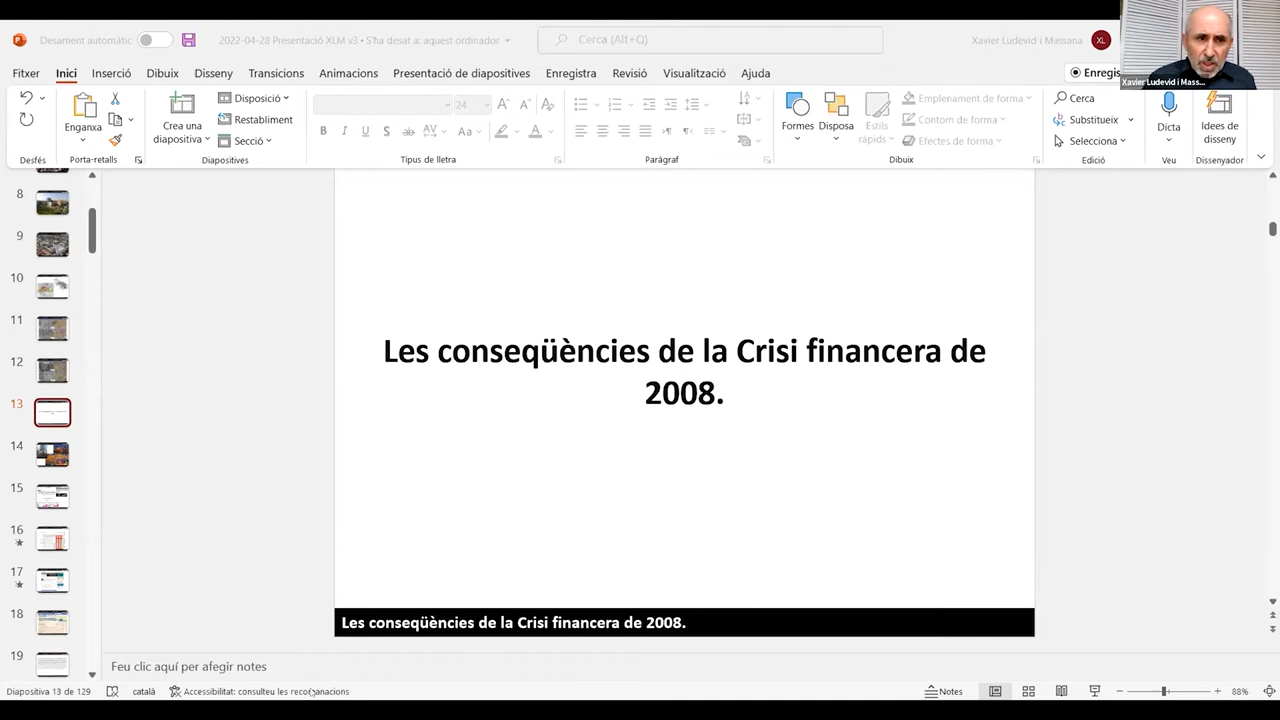 Desament automàtic
2022-04-28 Presentació XLM v3 • S'ha desat a: aquest ordinador
Cerca (Alt+Q)
Xavier Ludevid i Massana
XL
Xavier Ludevid i Mass...
Fitxer
Inici
Inserció
Dibuix
Disseny
Transicions
Animacions
Presentació de diapositives
Enregistra
Revisió
Visualització
Ajuda
Enregis
Enganxa
Crea una diapositiva
Disposició
Restabliment
Secció
24
Formes
Disposa
Estils ràpids
Emplenament de forma
Contorn de forma
Efectes de forma
Cerca
Substitueix
Selecciona
Dicta
Idees de disseny
Desfés
Porta-retalls
Diapositives
Tipus de lletra
Paràgraf
Dibuix
Edició
Veu
Dissenyador
8
9
10
11
12
13
14
15
16
17
18
19
Les conseqüències de la Crisi financera de
2008.
Les conseqüències de la Crisi financera de 2008.
Feu clic aquí per afegir notes
Diapositiva 13 de 129
català
Accessibilitat: consulteu les recomanacions
Notes
88%